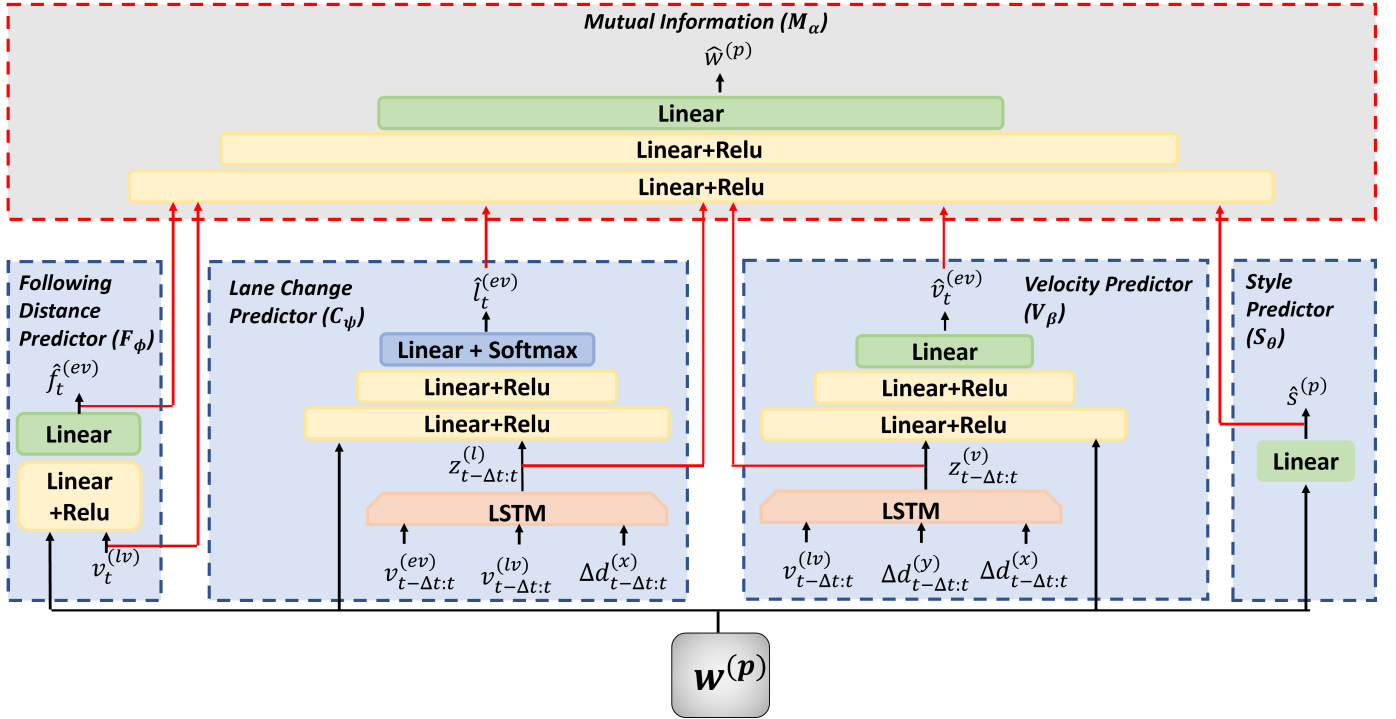 Mutual Information (M_α)
ŵ^(p)
Linear
Linear+Relu
Linear+Relu
Following
Distance
Predictor (F_ϕ)
f̂_t^(ev)
Linear
Linear
+Relu
v_t^(lv)
Lane Change
Predictor (C_ψ)
l̂_t^(ev)
Linear + Softmax
Linear+Relu
Linear+Relu
z_{t−Δt:t}^(l)
LSTM
v_{t−Δt:t}^(ev) v_{t−Δt:t}^(lv) Δd_{t−Δt:t}^(x)
Velocity Predictor
(V_β)
v̂_t^(ev)
Linear
Linear+Relu
Linear+Relu
z_{t−Δt:t}^(v)
LSTM
v_{t−Δt:t}^(lv) Δd_{t−Δt:t}^(y) Δd_{t−Δt:t}^(x)
Style
Predictor
(S_θ)
ŝ^(p)
Linear
w^(p)